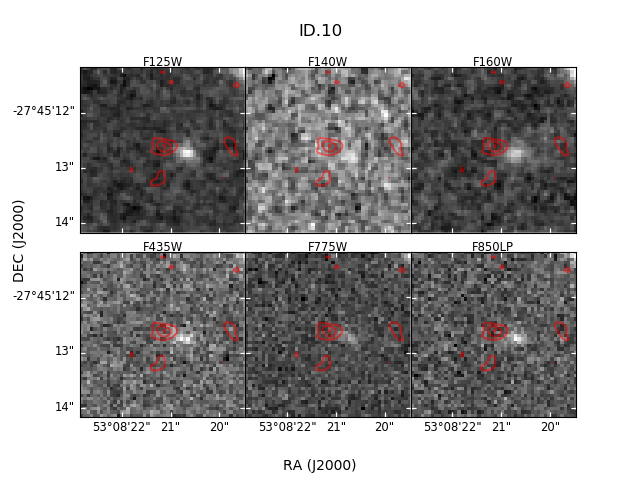 ID.10
F125W F140W F160W
-27°45'12"
13"
14"
F435W F775W F850LP
-27°45'12"
13"
14"
53°08'22" 21" 20" 53°08'22" 21" 20" 53°08'22" 21" 20"
DEC (J2000)
RA (J2000)